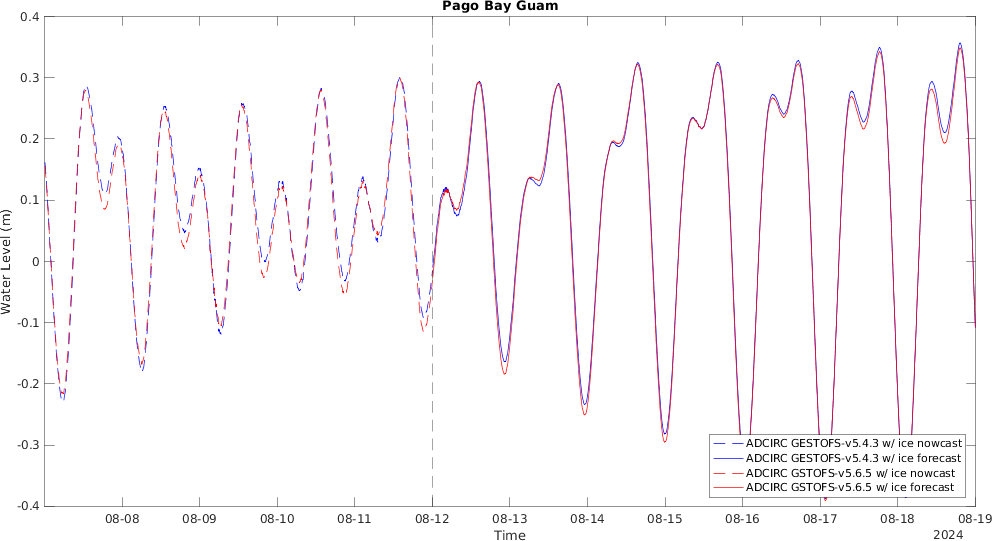 Pago Bay Guam
0.4
0.3
0.2
0.1
0
-0.1
-0.2
-0.3
-0.4
Water Level (m)
ADCIRC GESTOFS-v5.4.3 w/ ice nowcast
ADCIRC GESTOFS-v5.4.3 w/ ice forecast
ADCIRC GSTOFS-v5.6.5 w/ ice nowcast
ADCIRC GSTOFS-v5.6.5 w/ ice forecast
08-08 08-09 08-10 08-11 08-12 08-13 08-14 08-15 08-16 08-17 08-18 08-19
Time
2024